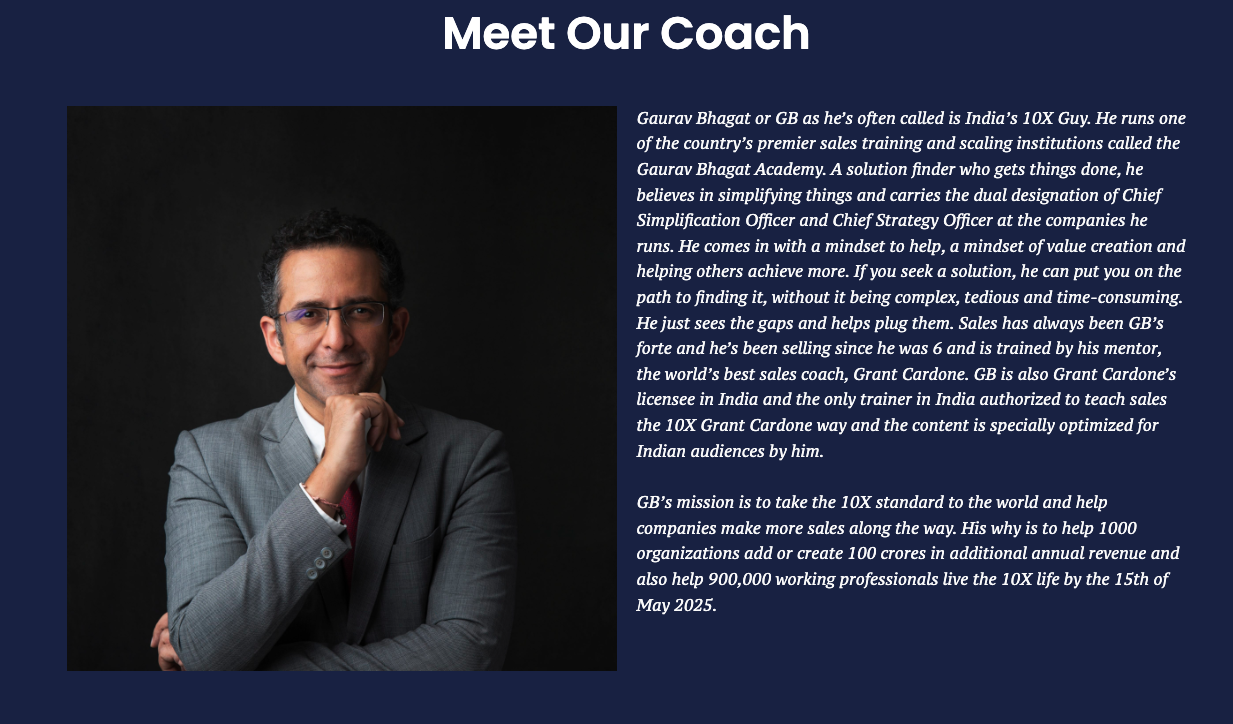 Meet Our Coach
Gaurav Bhagat or GB as he's often called is India's 10X Guy. He runs one
of the country's premier sales training and scaling institutions called the
Gaurav Bhagat Academy. A solution finder who gets things done, he
believes in simplifying things and carries the dual designation of Chief
Simplification Officer and Chief Strategy Officer at the companies he
runs. He comes in with a mindset to help, a mindset of value creation and
helping others achieve more. If you seek a solution, he can put you on the
path to finding it, without it being complex, tedious and time-consuming.
He just sees the gaps and helps plug them. Sales has always been GB's
forte and he's been selling since he was 6 and is trained by his mentor,
the world's best sales coach, Grant Cardone. GB is also Grant Cardone's
licensee in India and the only trainer in India authorized to teach sales
the 10X Grant Cardone way and the content is specially optimized for
Indian audiences by him.
GB's mission is to take the 10X standard to the world and help
companies make more sales along the way. His why is to help 1000
organizations add or create 100 crores in additional annual revenue and
also help 900,000 working professionals live the 10X life by the 15th of
May 2025.